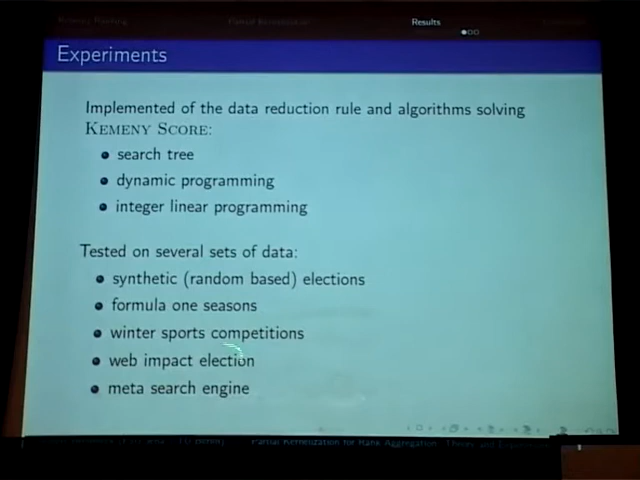 Results
Experiments
Implemented of the data reduction rule and algorithms solving
KEMENY SCORE:
search tree
dynamic programming
integer linear programming
Tested on several sets of data:
synthetic (random based) elections
formula one seasons
winter sports competitions
web impact election
meta search engine
Partial Kernelization for Rank Aggregation: Theory and